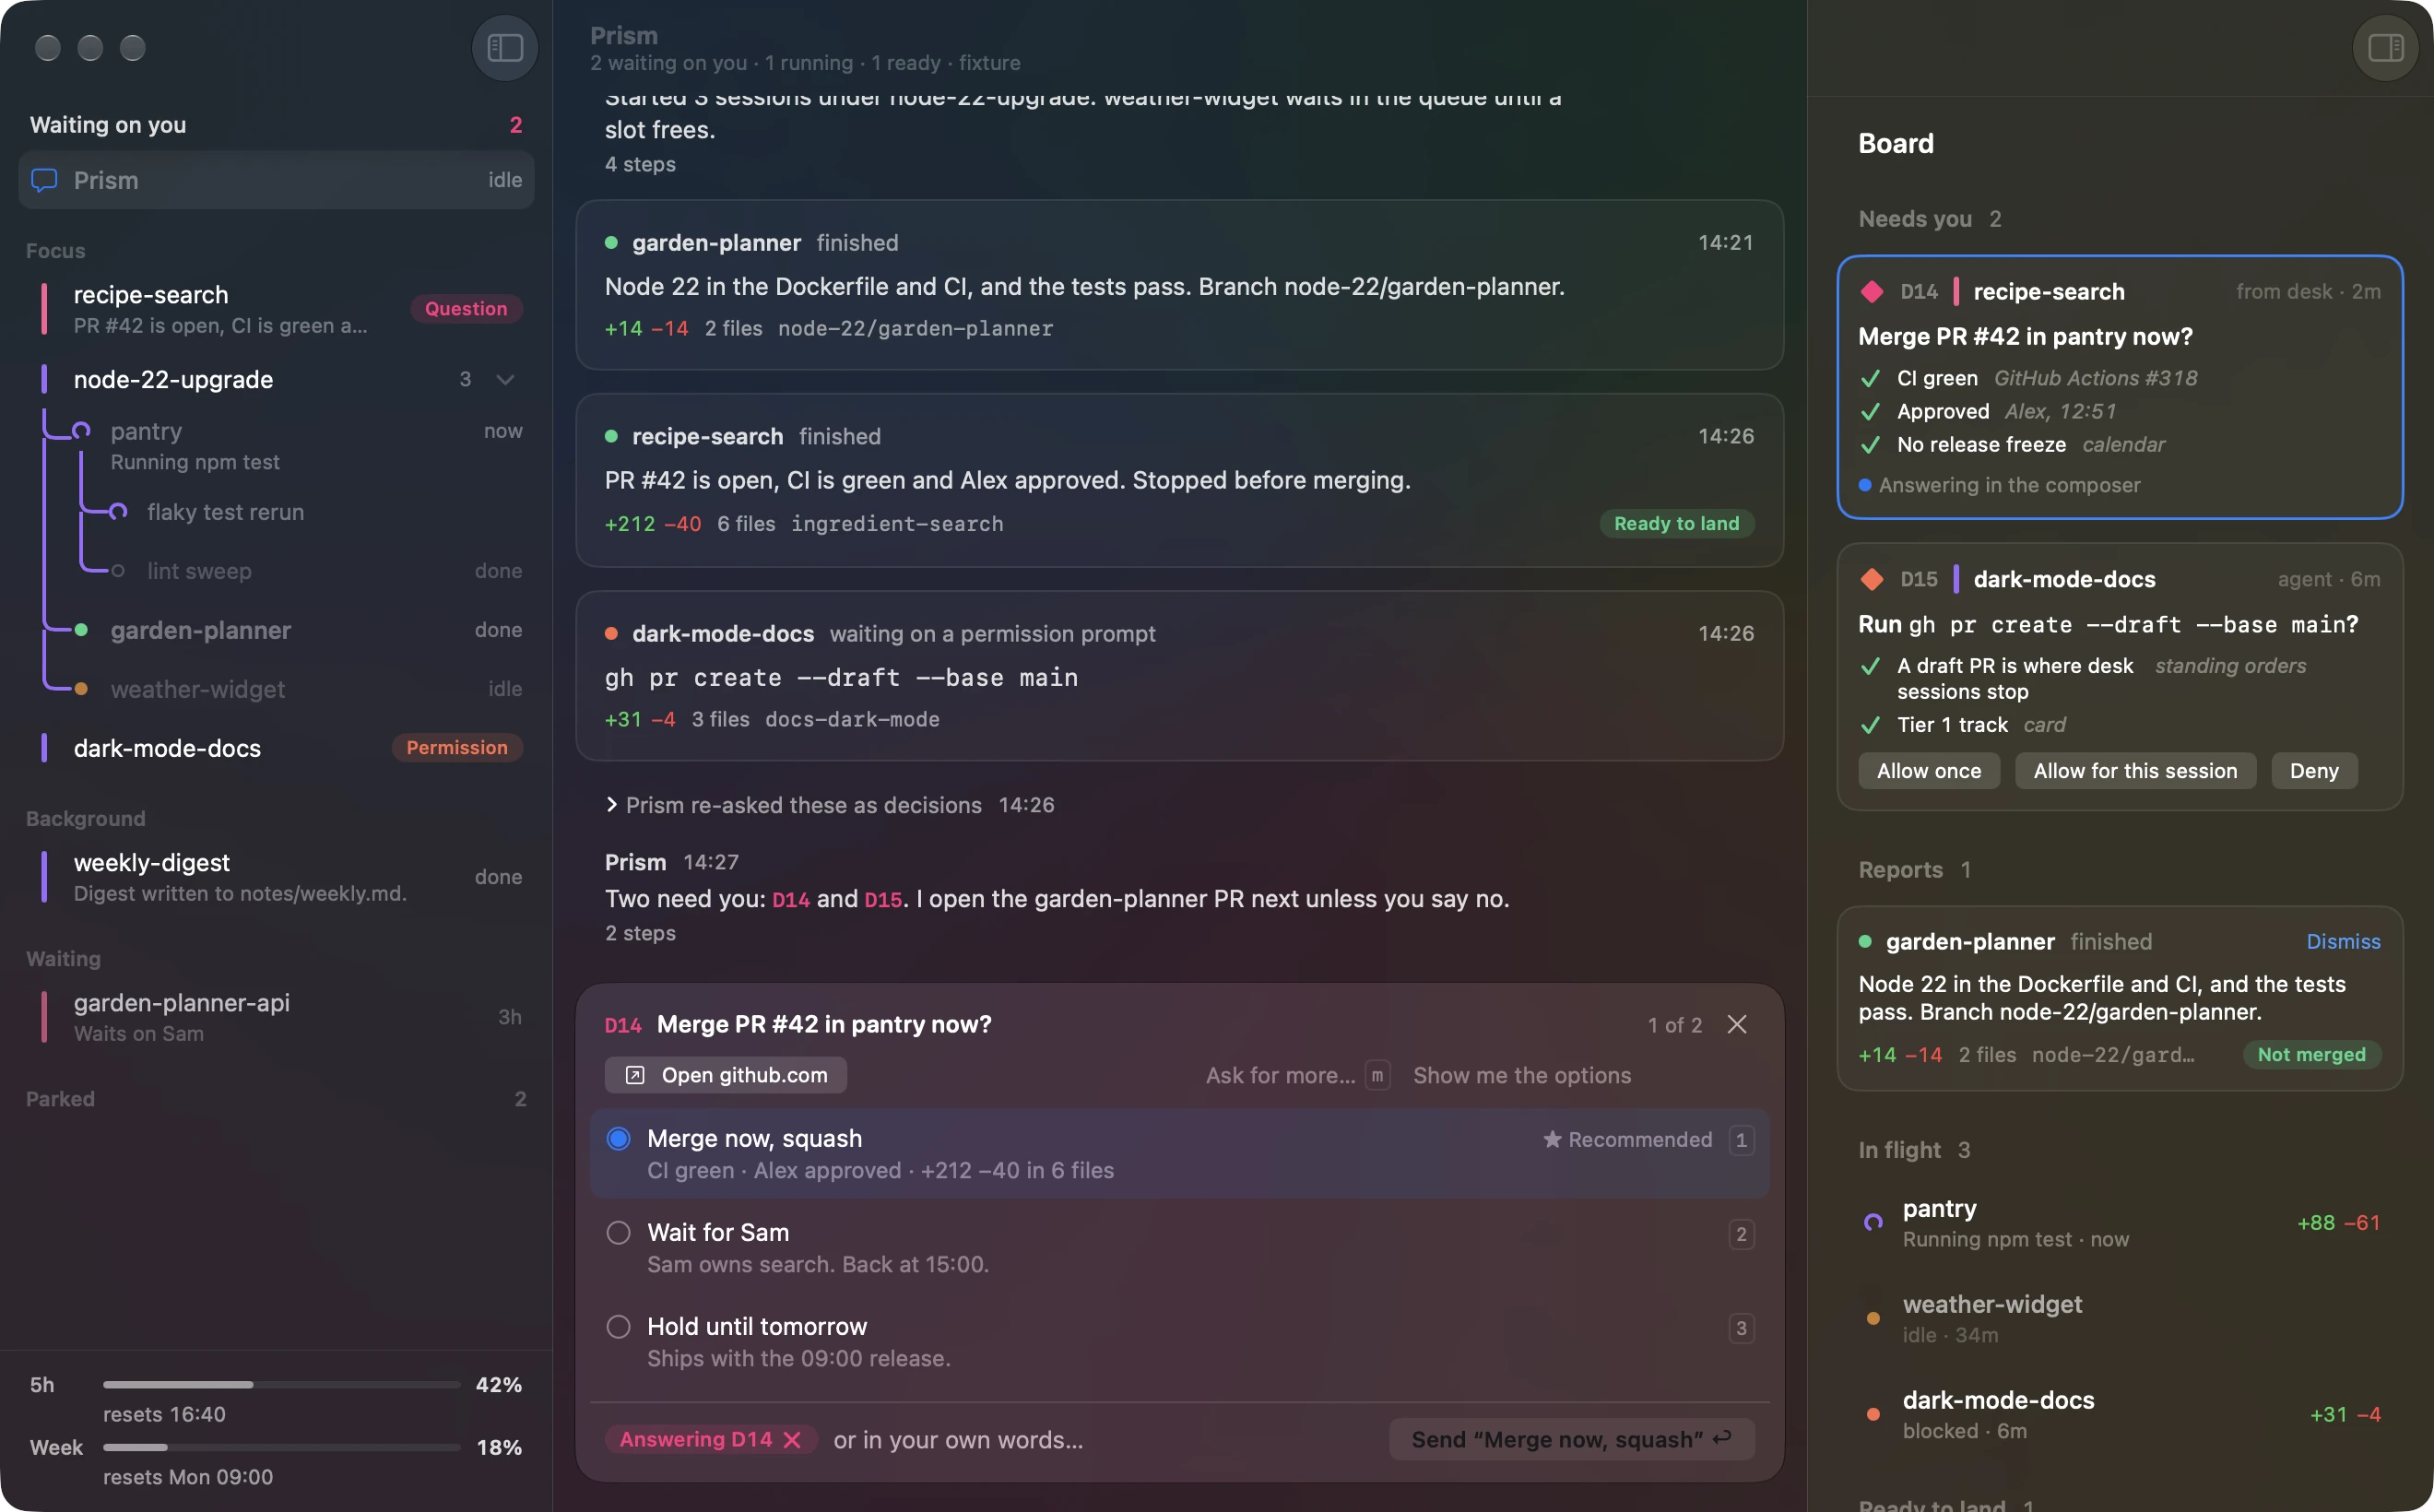 Waiting on you 2
Prism idle
Focus
recipe-search Question
PR #42 is open, CI is green a...
node-22-upgrade 3
pantry now
Running npm test
flaky test rerun
lint sweep done
garden-planner done
weather-widget idle
dark-mode-docs Permission
Background
weekly-digest done
Digest written to notes/weekly.md.
Waiting
garden-planner-api 3h
Waits on Sam
Parked 2
5h 42%
resets 16:40
Week 18%
resets Mon 09:00
Prism
2 waiting on you · 1 running · 1 ready · fixture
Started 3 sessions under node-22-upgrade. weather-widget waits in the queue until a
slot frees.
4 steps
garden-planner finished 14:21
Node 22 in the Dockerfile and CI, and the tests pass. Branch node-22/garden-planner.
+14 −14 2 files node-22/garden-planner
recipe-search finished 14:26
PR #42 is open, CI is green and Alex approved. Stopped before merging.
+212 −40 6 files ingredient-search Ready to land
dark-mode-docs waiting on a permission prompt 14:26
gh pr create --draft --base main
+31 −4 3 files docs-dark-mode
Prism re-asked these as decisions 14:26
Prism 14:27
Two need you: D14 and D15. I open the garden-planner PR next unless you say no.
2 steps
D14 Merge PR #42 in pantry now? 1 of 2
Open github.com Ask for more... m Show me the options
Merge now, squash ★ Recommended 1
CI green · Alex approved · +212 −40 in 6 files
Wait for Sam 2
Sam owns search. Back at 15:00.
Hold until tomorrow 3
Ships with the 09:00 release.
Answering D14 or in your own words... Send “Merge now, squash”
Board
Needs you 2
D14 recipe-search from desk · 2m
Merge PR #42 in pantry now?
CI green GitHub Actions #318
Approved Alex, 12:51
No release freeze calendar
Answering in the composer
D15 dark-mode-docs agent · 6m
Run gh pr create --draft --base main?
A draft PR is where desk standing orders
sessions stop
Tier 1 track card
Allow once Allow for this session Deny
Reports 1
garden-planner finished Dismiss
Node 22 in the Dockerfile and CI, and the tests
pass. Branch node-22/garden-planner.
+14 −14 2 files node-22/gard... Not merged
In flight 3
pantry +88 −61
Running npm test · now
weather-widget
idle · 34m
dark-mode-docs +31 −4
blocked · 6m
Ready to land 1